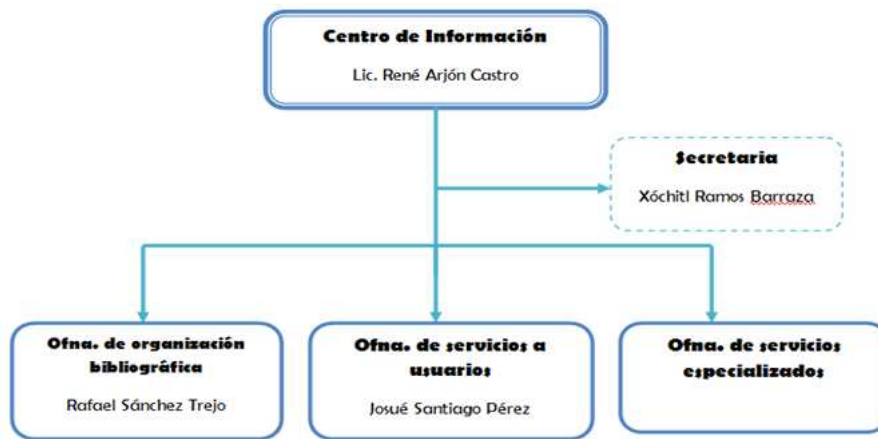 Centro de Información
Lic. René Arjón Castro
Secretaria
Xóchitl Ramos Barraza
Ofna. de organización
bibliográfica
Rafael Sánchez Trejo
Ofna. de servicios a
usuarios
Josué Santiago Pérez
Ofna. de servicios
especializados